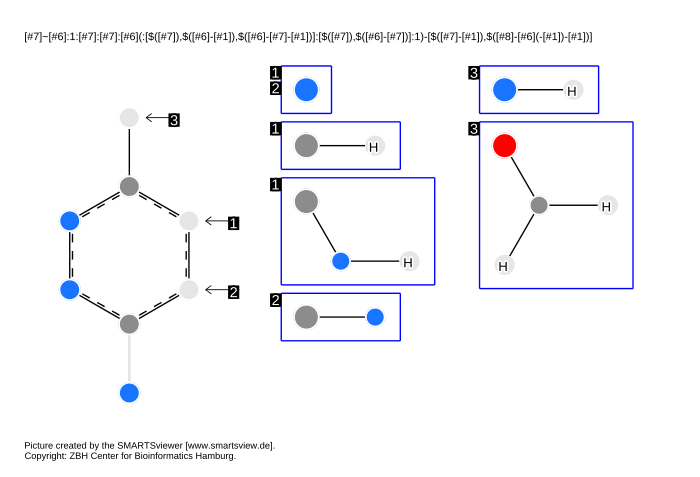 [#7]~[#6]:1:[#7]:[#7]:[#6](:[$([#7]),$([#6]-[#1]),$([#6]-[#7]-[#1])]:[$([#7]),$([#6]-[#7])]:1)-[$([#7]-[#1]),$([#8]-[#6](-[#1])-[#1])]
1
2
3
H
3
H
1
H
3
1
H
1
H
H
2
2
Picture created by the SMARTSviewer [www.smartsview.de].
Copyright: ZBH Center for Bioinformatics Hamburg.